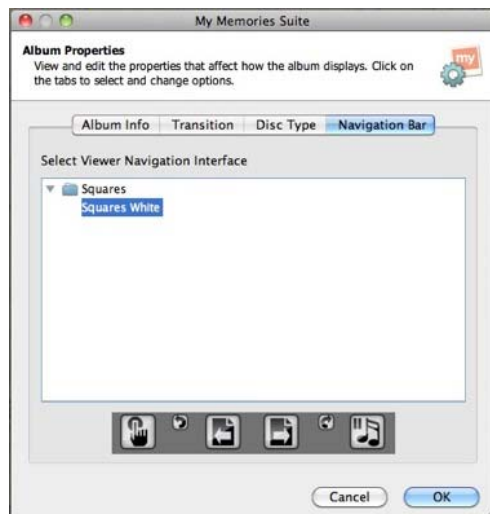 My Memories Suite
Album Properties
View and edit the properties that affect how the album displays. Click on
the tabs to select and change options.
my
Album Info
Transition
Disc Type
Navigation Bar
Select Viewer Navigation Interface
Squares
Squares White
Cancel
OK